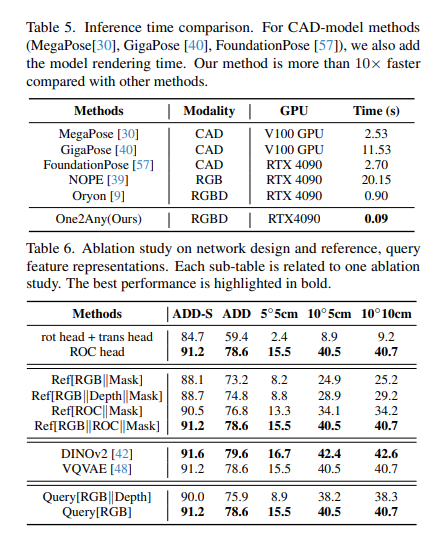 Table 5. Inference time comparison. For CAD-model methods
(MegaPose[30], GigaPose [40], FoundationPose [57]), we also add
the model rendering time. Our method is more than 10× faster
compared with other methods.
Methods Modality GPU Time (s)
MegaPose [30] CAD V100 GPU 2.53
GigaPose [40] CAD V100 GPU 11.53
FoundationPose [57] CAD RTX 4090 2.70
NOPE [39] RGB RTX 4090 20.15
Oryon [9] RGBD RTX 4090 0.90
One2Any(Ours) RGBD RTX4090 0.09
Table 6. Ablation study on network design and reference, query
feature representations. Each sub-table is related to one ablation
study. The best performance is highlighted in bold.
Methods ADD-S ADD 5°5cm 10°5cm 10°10cm
rot head + trans head 84.7 59.4 2.4 8.9 9.2
ROC head 91.2 78.6 15.5 40.5 40.7
Ref[RGB||Mask] 88.1 73.2 8.2 24.9 25.2
Ref[RGB||Depth||Mask] 88.7 74.8 8.8 28.9 29.2
Ref[ROC||Mask] 90.5 76.8 13.3 34.1 34.2
Ref[RGB||ROC||Mask] 91.2 78.6 15.5 40.5 40.7
DINOv2 [42] 91.6 79.6 16.7 42.4 42.6
VQVAE [48] 91.2 78.6 15.5 40.5 40.7
Query[RGB||Depth] 90.0 75.9 8.9 38.2 38.3
Query[RGB] 91.2 78.6 15.5 40.5 40.7